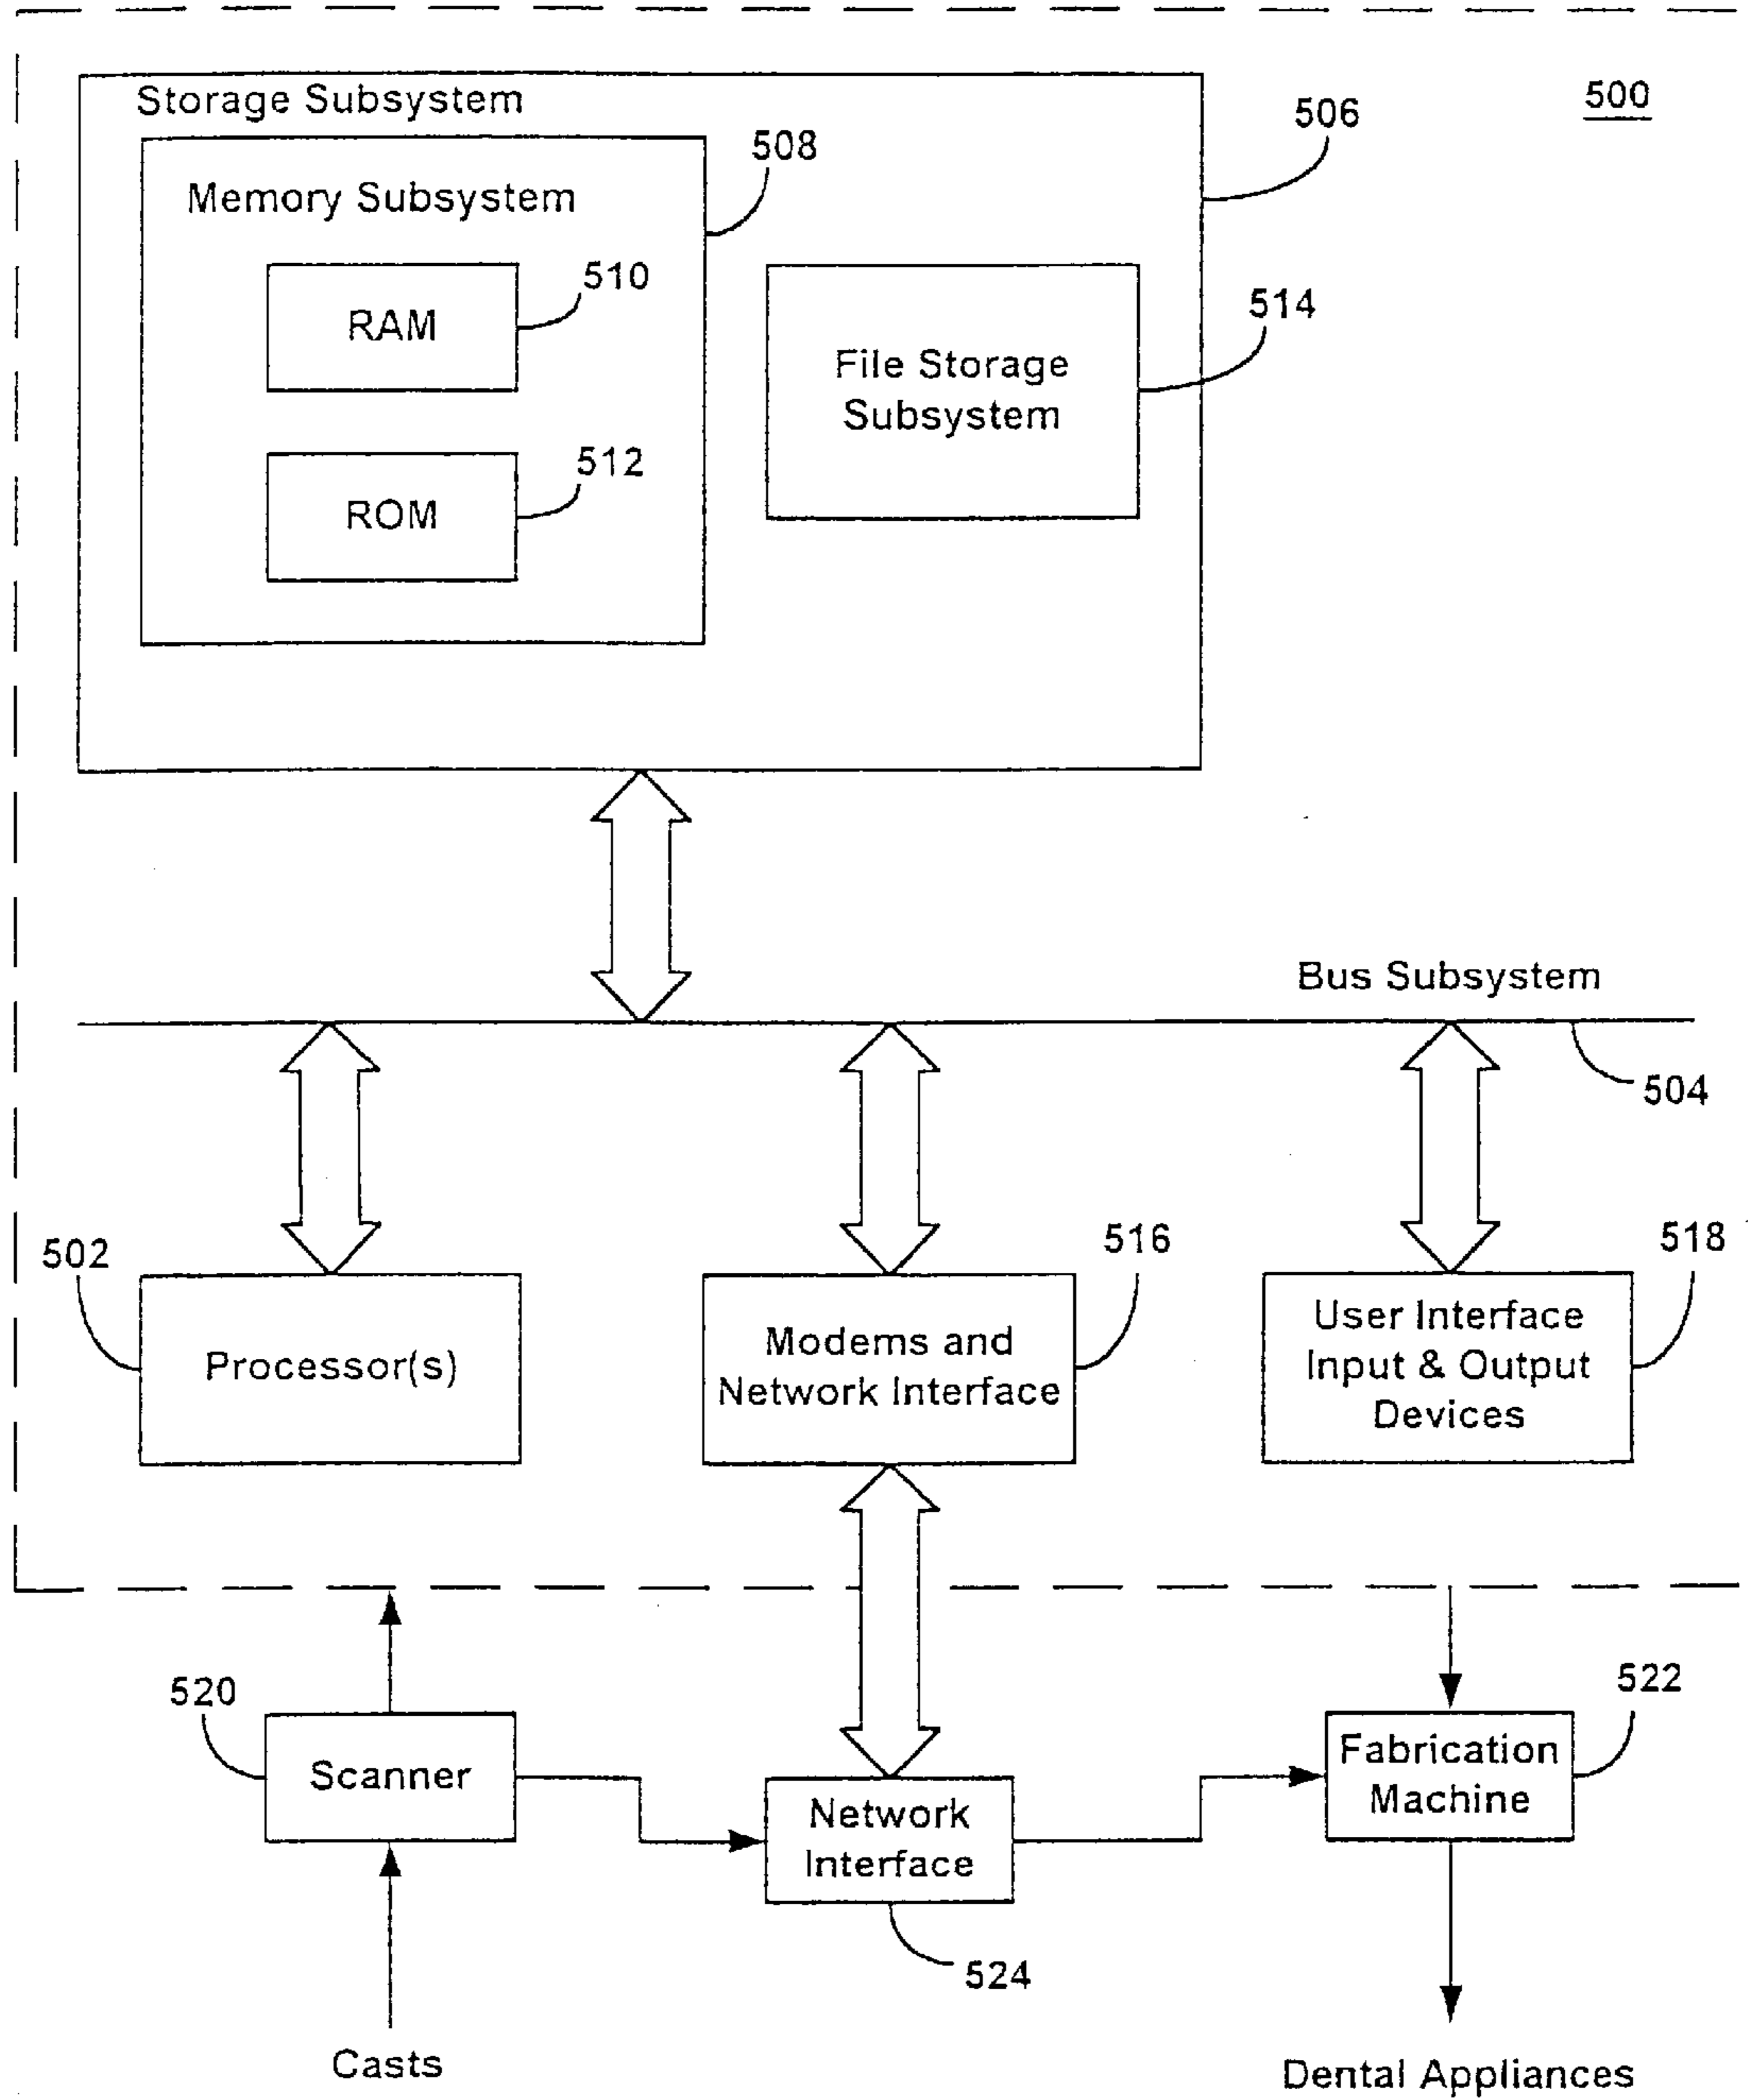 500
Storage Subsystem
506
508
Memory Subsystem
510
RAM
514
File Storage
Subsystem
512
ROM
Bus Subsystem
504
502
516
518
Processor(s)
Modems and
Network Interface
User Interface
Input & Output
Devices
520
522
Scanner
Fabrication
Machine
Network
Interface
524
Casts
Dental Appliances